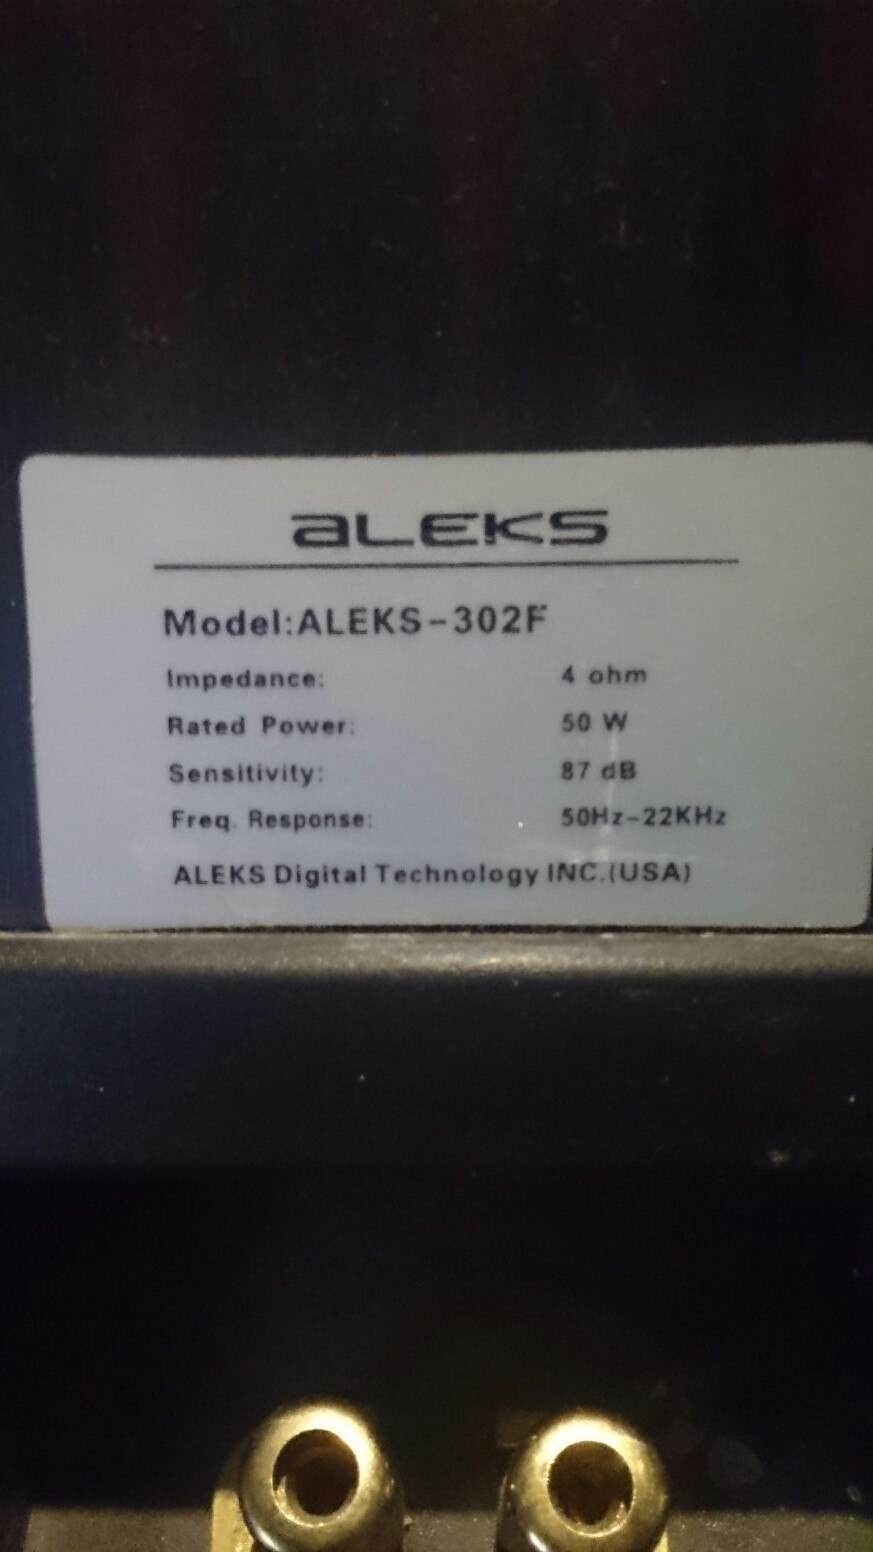 aLEKS
Model:ALEKS-302F
Impedance: 4 ohm
Rated Power: 50 W
Sensitivity: 87 dB
Freq. Response: 50Hz-22KHz
ALEKS Digital Technology INC.(USA)